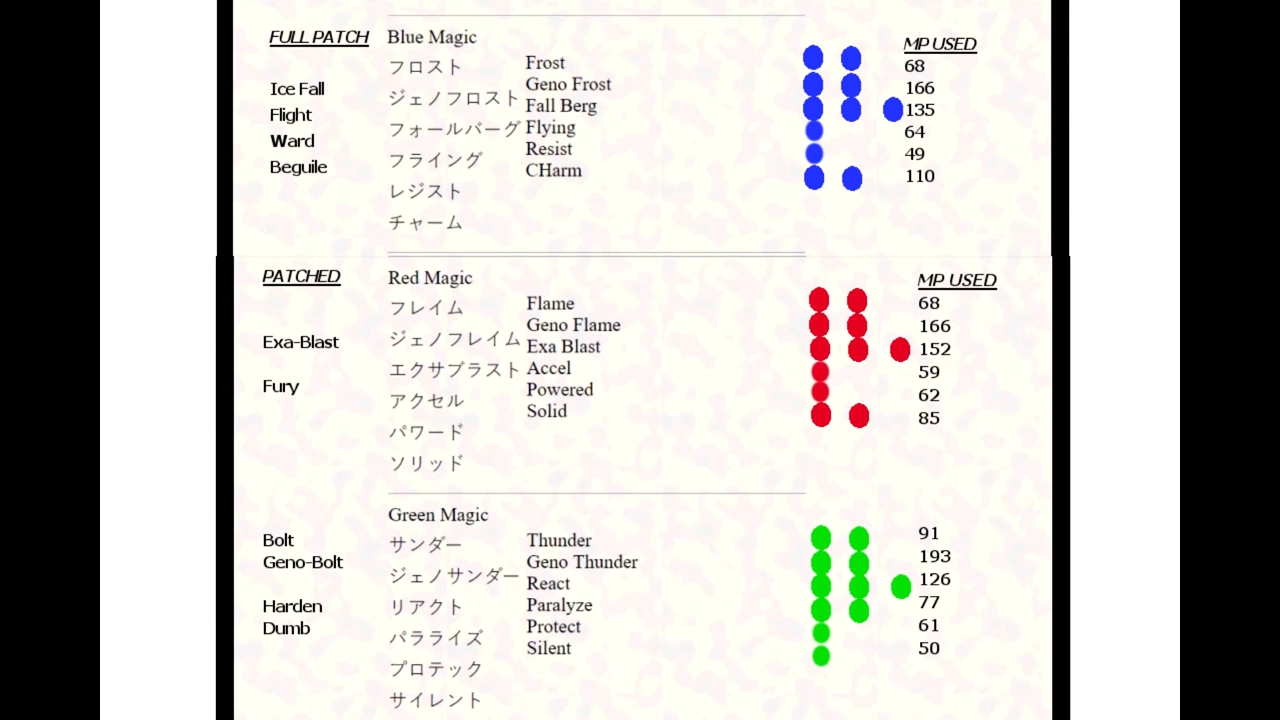 FULL PATCH
Ice Fall
Flight
Ward
Beguile
Blue Magic
フロスト
ジェノフロスト
フォールバーグ
フライング
レジスト
チャーム
Frost
Geno Frost
Fall Berg
Flying
Resist
CHarm
MP USED
68
166
135
64
49
110
PATCHED
Exa-Blast
Fury
Red Magic
フレイム
ジェノフレイム
エクサブラスト
アクセル
パワード
ソリッド
Flame
Geno Flame
Exa Blast
Accel
Powered
Solid
MP USED
68
166
152
59
62
85
Bolt
Geno-Bolt
Harden
Dumb
Green Magic
サンダー
ジェノサンダー
リアクト
パラライズ
プロテック
サイレント
Thunder
Geno Thunder
React
Paralyze
Protect
Silent
91
193
126
77
61
50